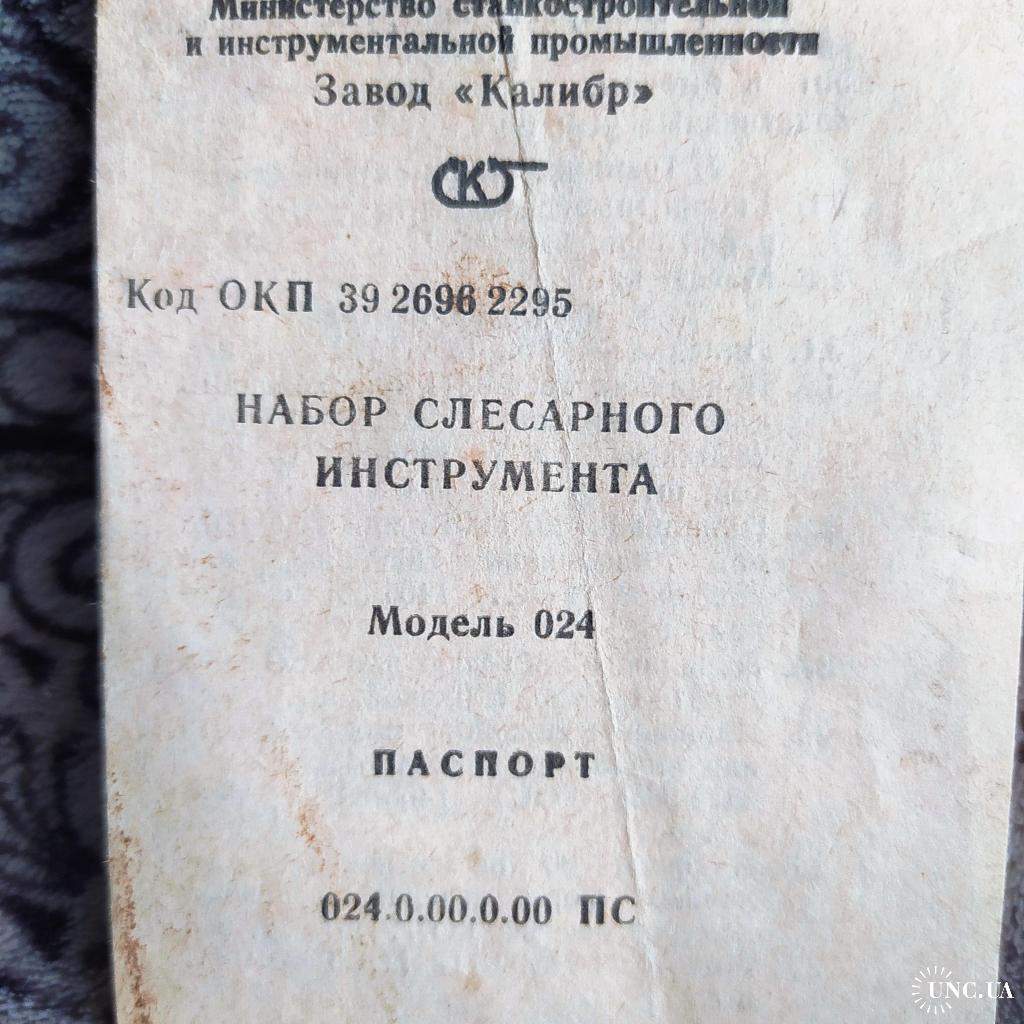 Министерство станкостроительной
и инструментальной промышленности
Завод «Калибр»
Код ОКП 39 2696 2295
НАБОР СЛЕСАРНОГО
ИНСТРУМЕНТА
Модель 024
ПАСПОРТ
024.0.00.0.00 ПС
UNC.UA